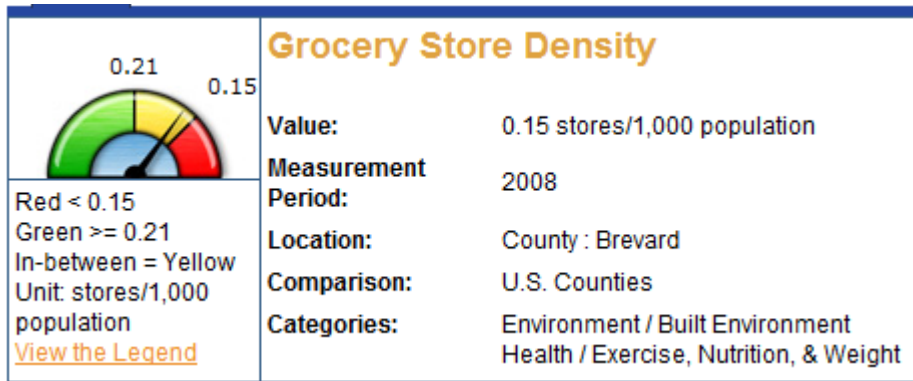 Grocery Store Density
0.21
0.15
Red < 0.15
Green >= 0.21
In-between = Yellow
Unit: stores/1,000
population
View the Legend
Value: 0.15 stores/1,000 population
Measurement
Period: 2008
Location: County : Brevard
Comparison: U.S. Counties
Categories: Environment / Built Environment
Health / Exercise, Nutrition, & Weight